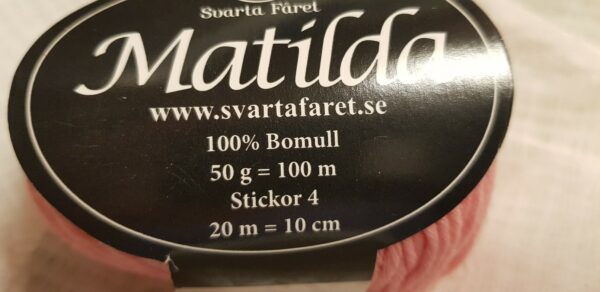 Svarta Fåret
Matilda
www.svartafaret.se
100% Bomull
50 g = 100 m
Stickor 4
20 m = 10 cm